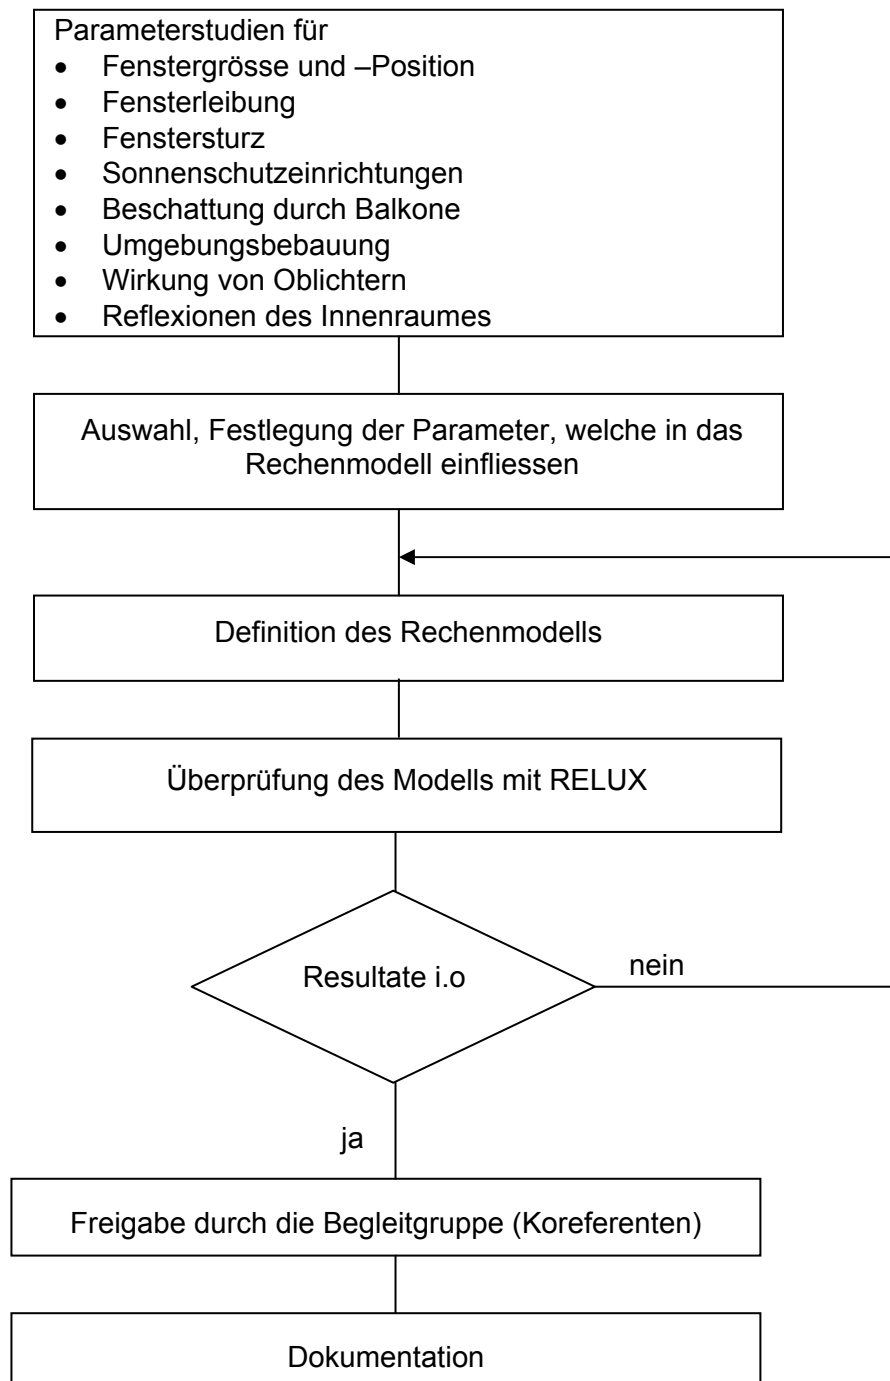 Parameterstudien für
• Fenstergrösse und –Position
• Fensterleibung
• Fenstersturz
• Sonnenschutzeinrichtungen
• Beschattung durch Balkone
• Umgebungsbebauung
• Wirkung von Oblichtern
• Reflexionen des Innenraumes
Auswahl, Festlegung der Parameter, welche in das
Rechenmodell einfliessen
Definition des Rechenmodells
Überprüfung des Modells mit RELUX
Resultate i.o
nein
ja
Freigabe durch die Begleitgruppe (Koreferenten)
Dokumentation